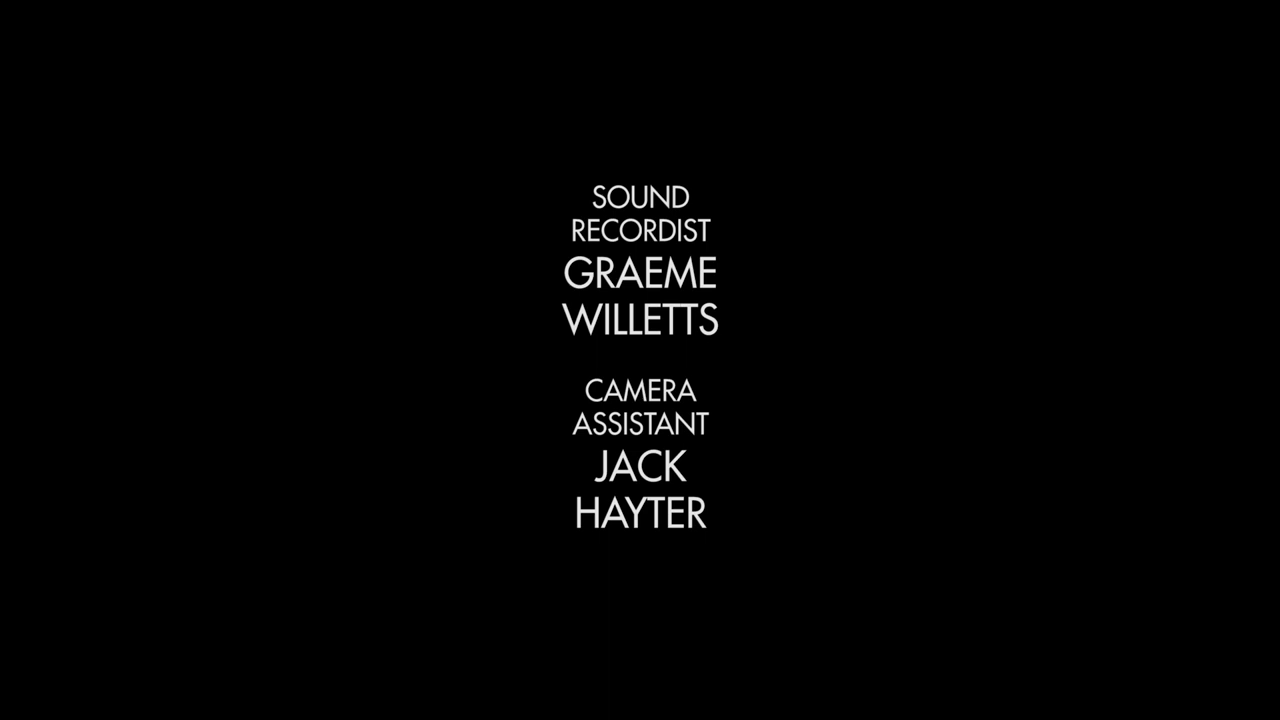 SOUND
RECORDIST
GRAEME
WILLETTS
CAMERA
ASSISTANT
JACK
HAYTER